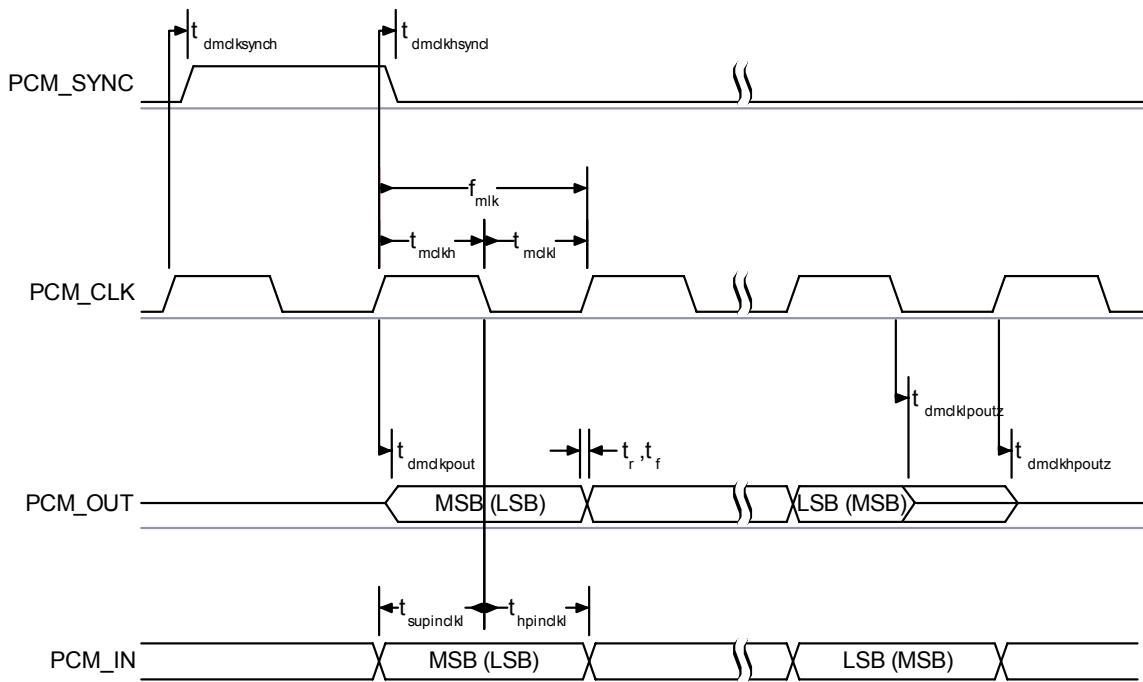 t dmclksynch
t dmclkhsyncl
PCM_SYNC
f mlk
t mclkh
t mclkl
PCM_CLK
t dmclklpoutz
t dmclkpout
t r ,t f
t dmclkhpoutz
PCM_OUT
MSB (LSB)
LSB (MSB)
t supinclkl
t hpinclkl
PCM_IN
MSB (LSB)
LSB (MSB)